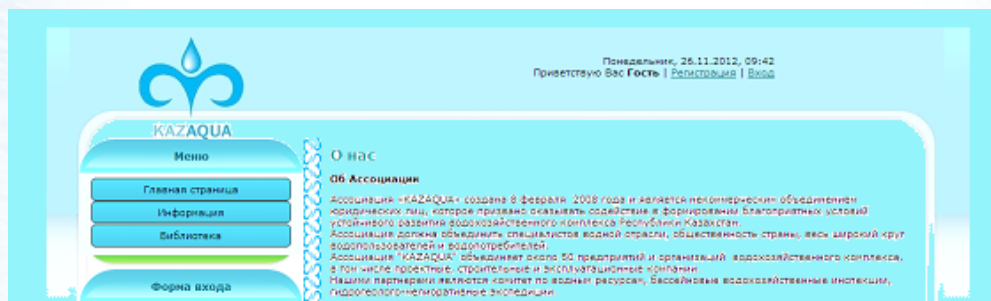 Понедельник, 26.11.2012, 09:42
Приветствую Вас Гость | Регистрация | Вход
KAZAQUA
Меню
Главная страница
Информация
Библиотека
Форма входа
О нас
Об Ассоциации
Ассоциация «KAZAQUA» создана 8 февраля 2008 года и является некоммерческим объединением
юридических лиц, которое призвано оказывать содействие в формировании благоприятных условий
устойчивого развития водохозяйственного комплекса Республики Казахстан.
Ассоциация должна объединить специалистов водной отрасли, общественность страны, весь широкий круг
водопользователей и водопотребителей.
Ассоциация "KAZAQUA" объединяет около 50 предприятий и организаций водохозяйственного комплекса,
в том числе проектные, строительные и эксплуатационные компании.
Нашими партнерами являются комитет по водным ресурсам, бассейновые водохозяйственные инспекции,
гидрогеолого-мелиоративные экспедиции